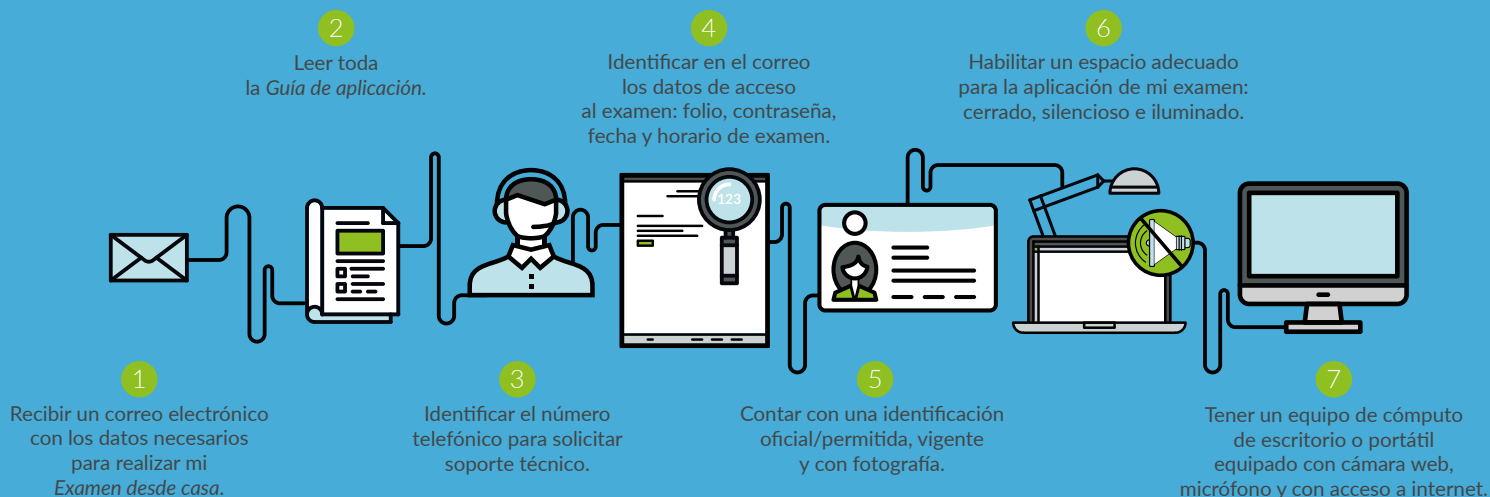 1
Recibir un correo electrónico
con los datos necesarios
para realizar mi
Examen desde casa.
2
Leer toda
la Guía de aplicación.
3
Identificar el número
telefónico para solicitar
soporte técnico.
4
Identificar en el correo
los datos de acceso
al examen: folio, contraseña,
fecha y horario de examen.
123
5
Contar con una identificación
oficial/permitida, vigente
y con fotografía.
6
Habilitar un espacio adecuado
para la aplicación de mi examen:
cerrado, silencioso e iluminado.
7
Tener un equipo de cómputo
de escritorio o portátil
equipado con cámara web,
micrófono y con acceso a internet.